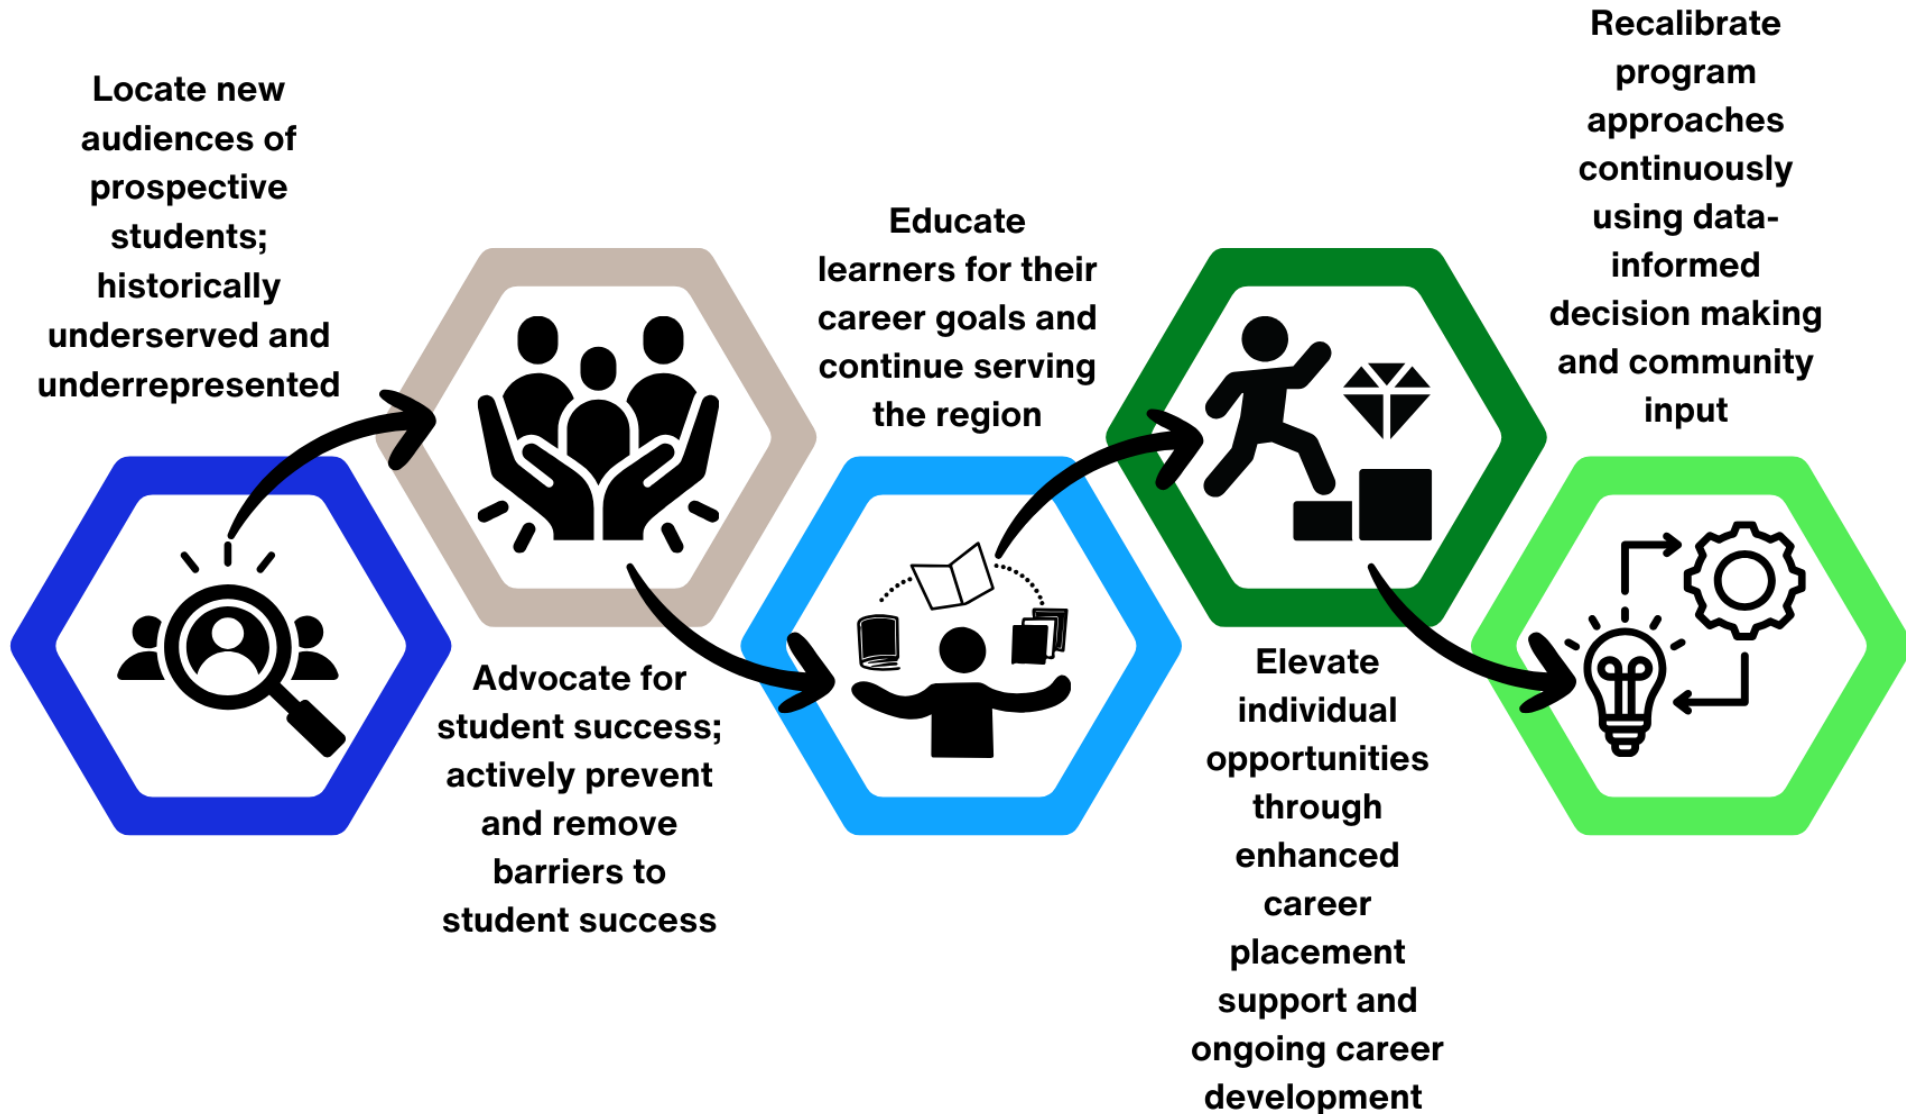 Locate new
audiences of
prospective
students;
historically
underserved and
underrepresented
Advocate for
student success;
actively prevent
and remove
barriers to
student success
Educate
learners for their
career goals and
continue serving
the region
Elevate
individual
opportunities
through
enhanced
career
placement
support and
ongoing career
development
Recalibrate
program
approaches
continuously
using data-
informed
decision making
and community
input